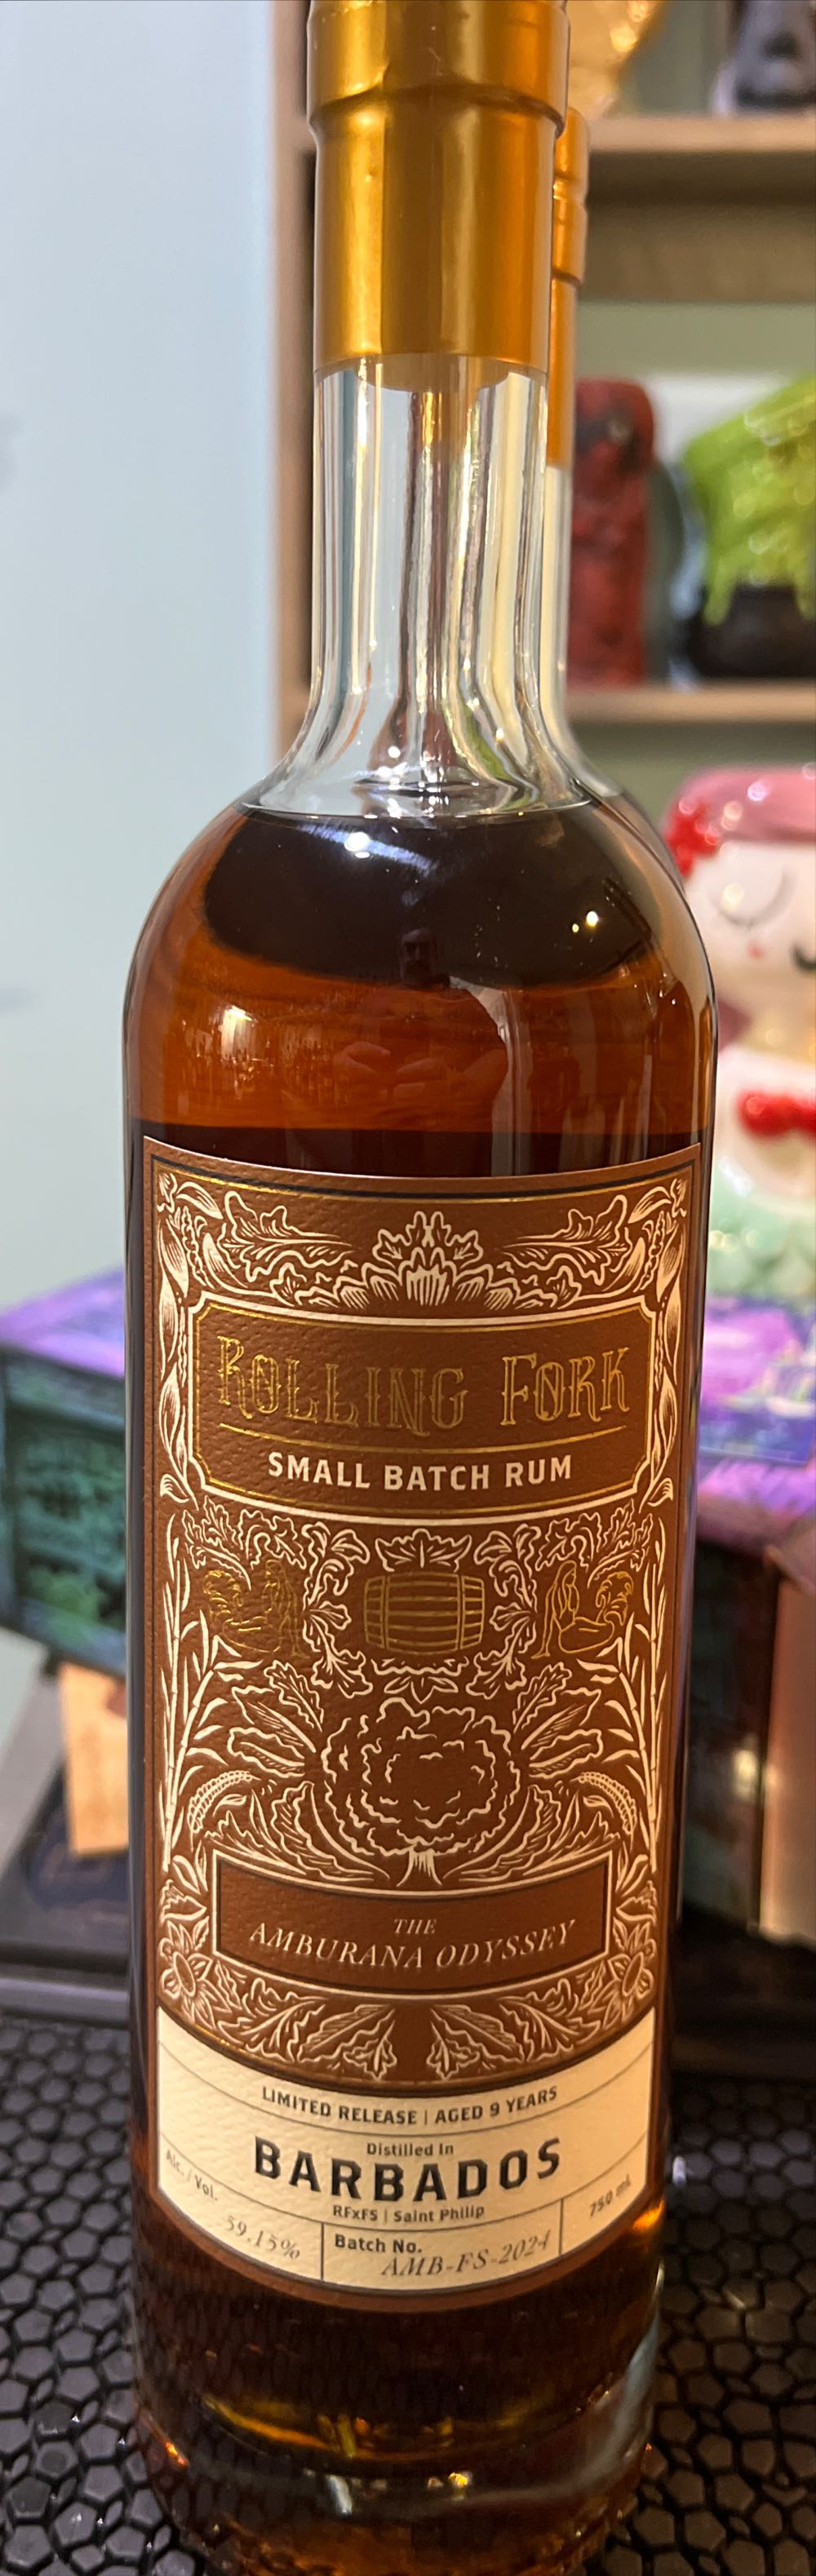 ROLLING FORK
SMALL BATCH RUM
THE
AMBURANA ODYSSEY
LIMITED RELEASE | AGED 9 YEARS
Distilled In
BARBADOS
RFxFS | Saint Philip
Alc. / Vol. 59.15%
Batch No. AMB-FS-2024
750 ml